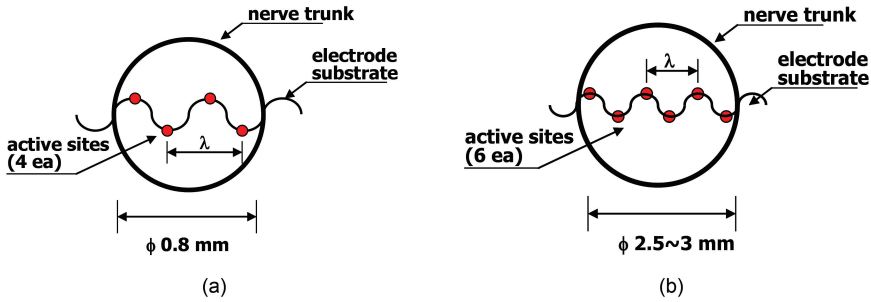 nerve trunk
electrode
substrate
λ
active sites
(4 ea)
ϕ 0.8 mm
(a)
nerve trunk
electrode
substrate
λ
active sites
(6 ea)
ϕ 2.5~3 mm
(b)